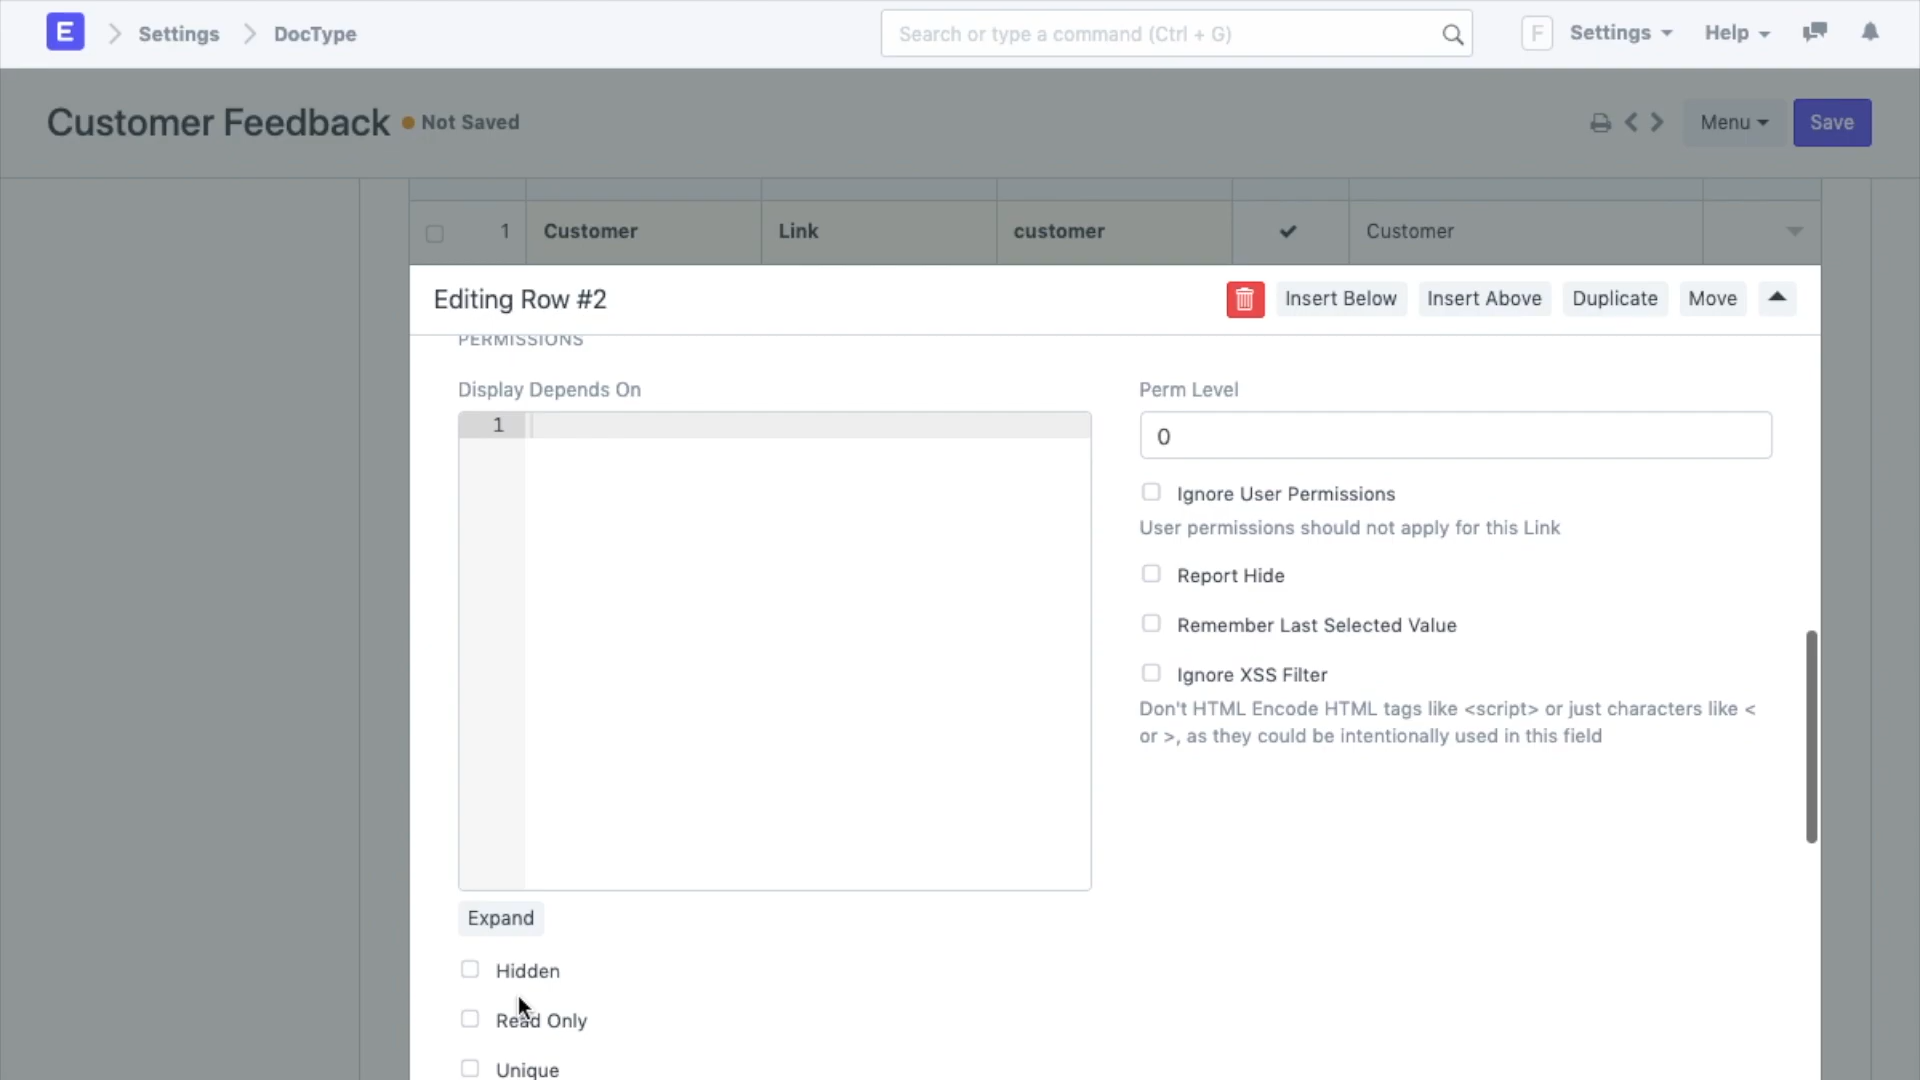 E
Settings
DocType
Search or type a command (Ctrl + G)
F
Settings
Help
Customer Feedback
Not Saved
Menu
Save
1
Customer
Link
customer
Customer
Editing Row #2
Insert Below
Insert Above
Duplicate
Move
PERMISSIONS
Display Depends On
1
Expand
Hidden
Read Only
Unique
Perm Level
0
Ignore User Permissions
User permissions should not apply for this Link
Report Hide
Remember Last Selected Value
Ignore XSS Filter
Don't HTML Encode HTML tags like <script> or just characters like <
or >, as they could be intentionally used in this field